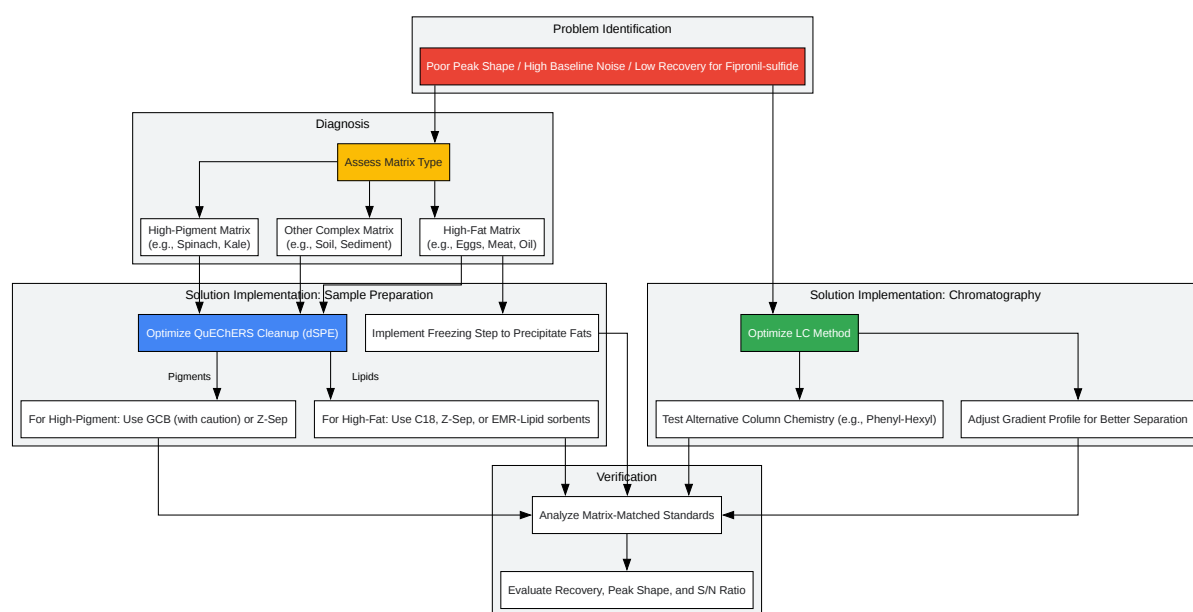 Problem Identification
Poor Peak Shape / High Baseline Noise / Low Recovery for Fipronil-sulfide
Diagnosis
Assess Matrix Type
High-Pigment Matrix
(e.g., Spinach, Kale)
Other Complex Matrix
(e.g., Soil, Sediment)
High-Fat Matrix
(e.g., Eggs, Meat, Oil)
Solution Implementation: Sample Preparation
Optimize QuEChERS Cleanup (dSPE)
Implement Freezing Step to Precipitate Fats
Pigments
Lipids
For High-Pigment: Use GCB (with caution) or Z-Sep
For High-Fat: Use C18, Z-Sep, or EMR-Lipid sorbents
Solution Implementation: Chromatography
Optimize LC Method
Test Alternative Column Chemistry (e.g., Phenyl-Hexyl)
Adjust Gradient Profile for Better Separation
Verification
Analyze Matrix-Matched Standards
Evaluate Recovery, Peak Shape, and S/N Ratio